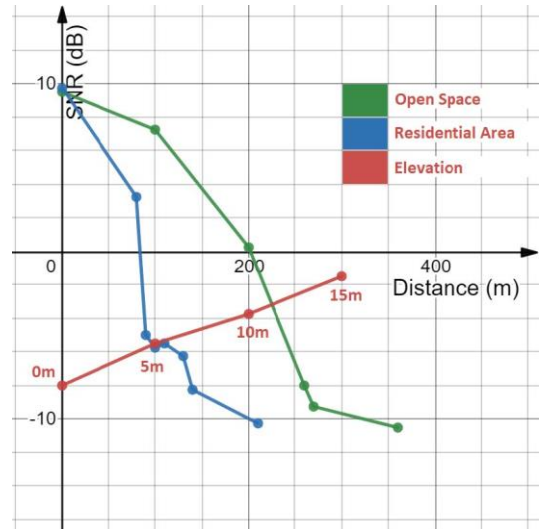 SNR (dB)
10
Open Space
Residential Area
Elevation
0
200
400
Distance (m)
15m
10m
5m
0m
-10